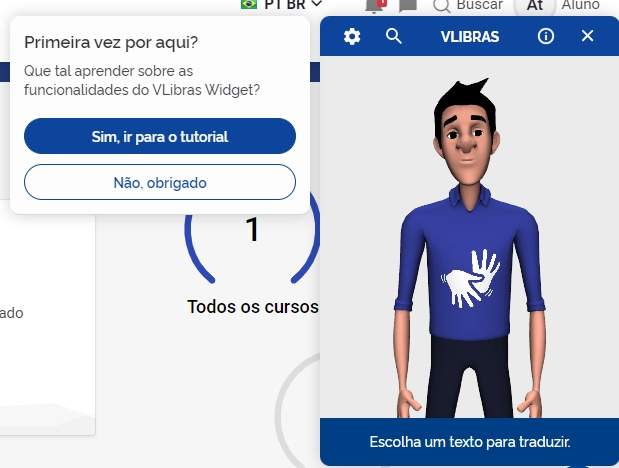 PT BR
Buscar
At
Aluno
Primeira vez por aqui?
Que tal aprender sobre as
funcionalidades do VLibras Widget?
Sim, ir para o tutorial
Não, obrigado
VLIBRAS
1
Todos os cursos
ado
Escolha um texto para traduzir.